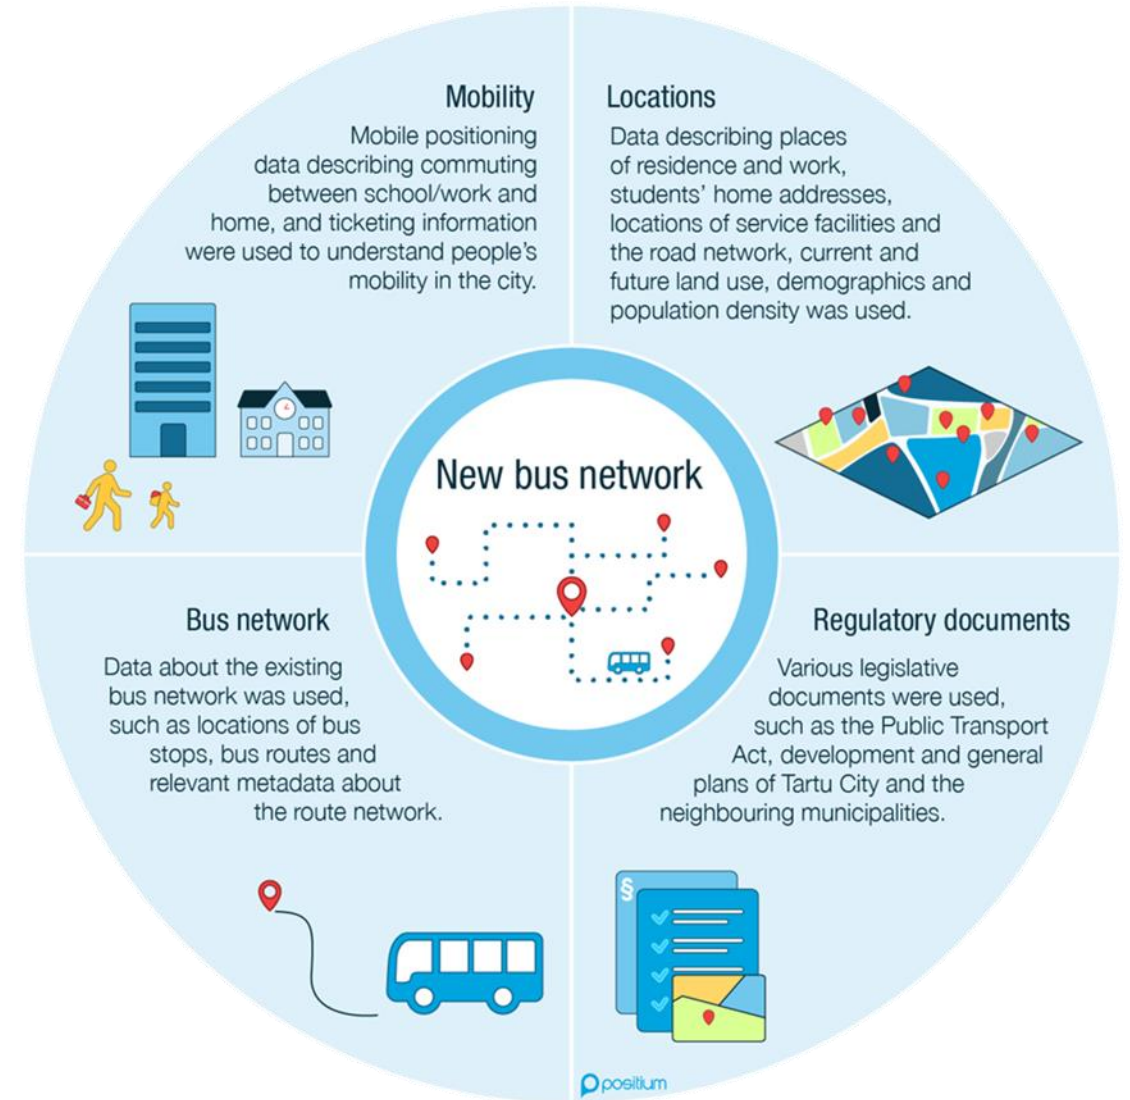 Mobility
Mobile positioning
data describing commuting
between school/work and
home, and ticketing information
were used to understand people's
mobility in the city.
Locations
Data describing places
of residence and work,
students' home addresses,
locations of service facilities and
the road network, current and
future land use, demographics and
population density was used.
New bus network
Bus network
Data about the existing
bus network was used,
such as locations of bus
stops, bus routes and
relevant metadata about
the route network.
Regulatory documents
Various legislative
documents were used,
such as the Public Transport
Act, development and general
plans of Tartu City and the
neighbouring municipalities.
§
positium